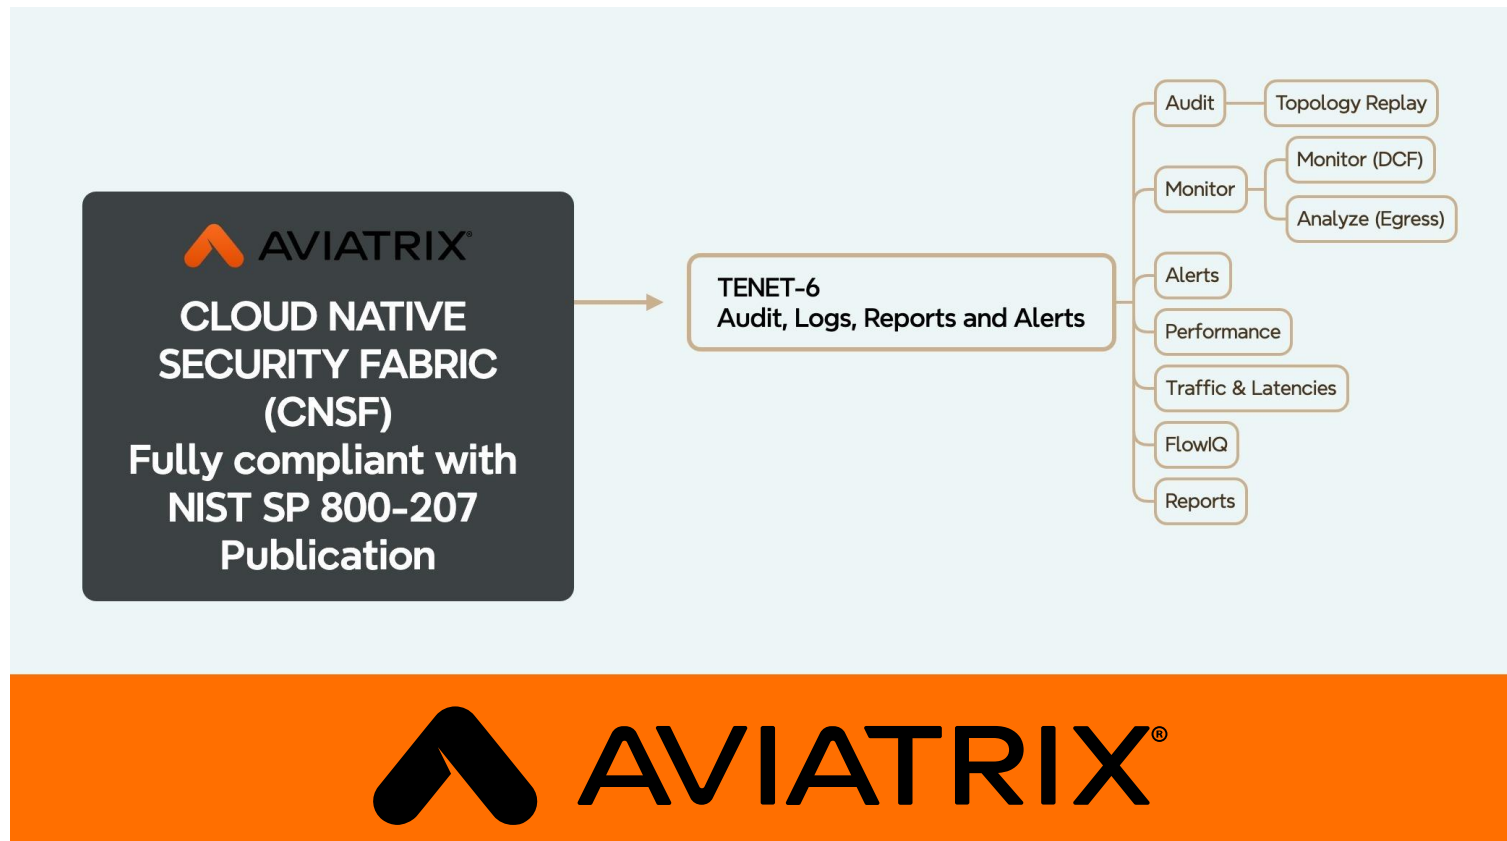 AVIATRIX®
CLOUD NATIVE
SECURITY FABRIC
(CNSF)
Fully compliant with
NIST SP 800-207
Publication
TENET-6
Audit, Logs, Reports and Alerts
Audit
Topology Replay
Monitor
Monitor (DCF)
Analyze (Egress)
Alerts
Performance
Traffic & Latencies
FlowIQ
Reports
AVIATRIX®